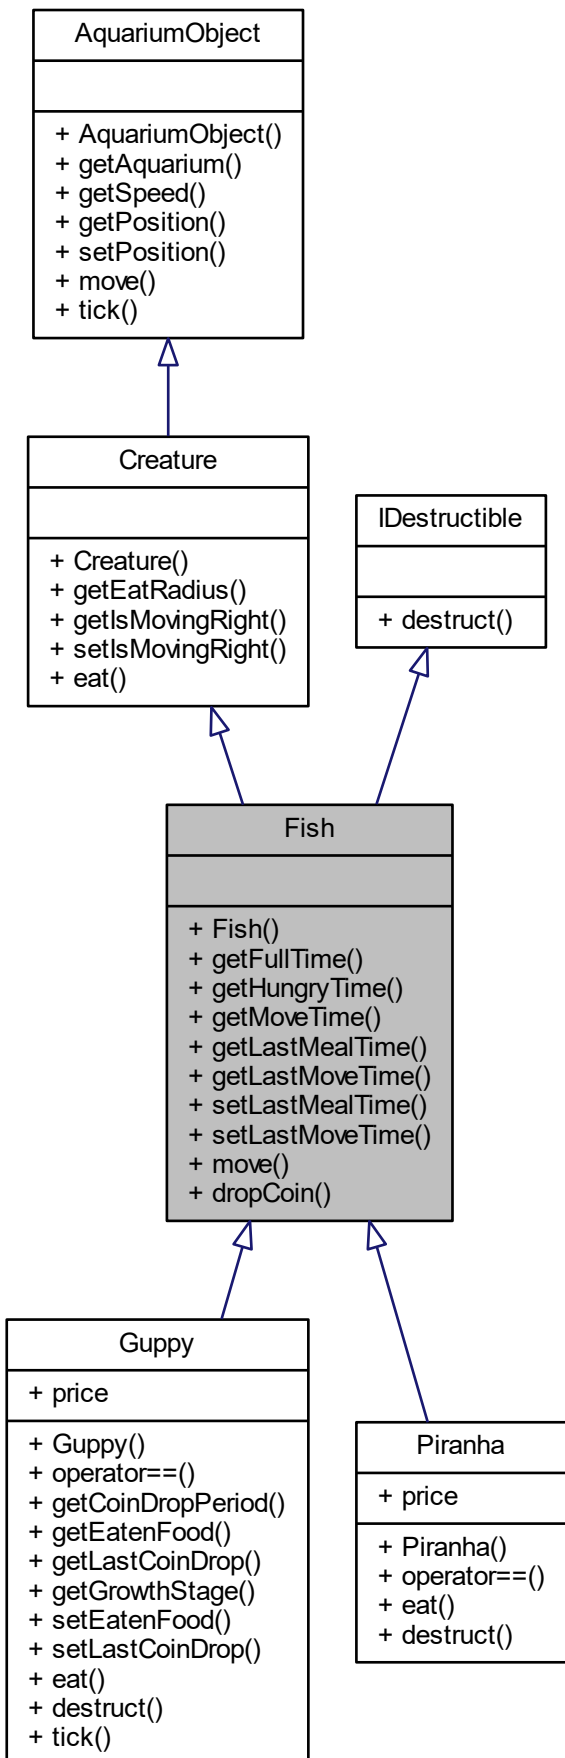 AquariumObject
+ AquariumObject()
+ getAquarium()
+ getSpeed()
+ getPosition()
+ setPosition()
+ move()
+ tick()
Creature
+ Creature()
+ getEatRadius()
+ getIsMovingRight()
+ setIsMovingRight()
+ eat()
IDestructible
+ destruct()
Fish
+ Fish()
+ getFullTime()
+ getHungryTime()
+ getMoveTime()
+ getLastMealTime()
+ getLastMoveTime()
+ setLastMealTime()
+ setLastMoveTime()
+ move()
+ dropCoin()
Guppy
+ price
+ Guppy()
+ operator==()
+ getCoinDropPeriod()
+ getEatenFood()
+ getLastCoinDrop()
+ getGrowthStage()
+ setEatenFood()
+ setLastCoinDrop()
+ eat()
+ destruct()
+ tick()
Piranha
+ price
+ Piranha()
+ operator==()
+ eat()
+ destruct()